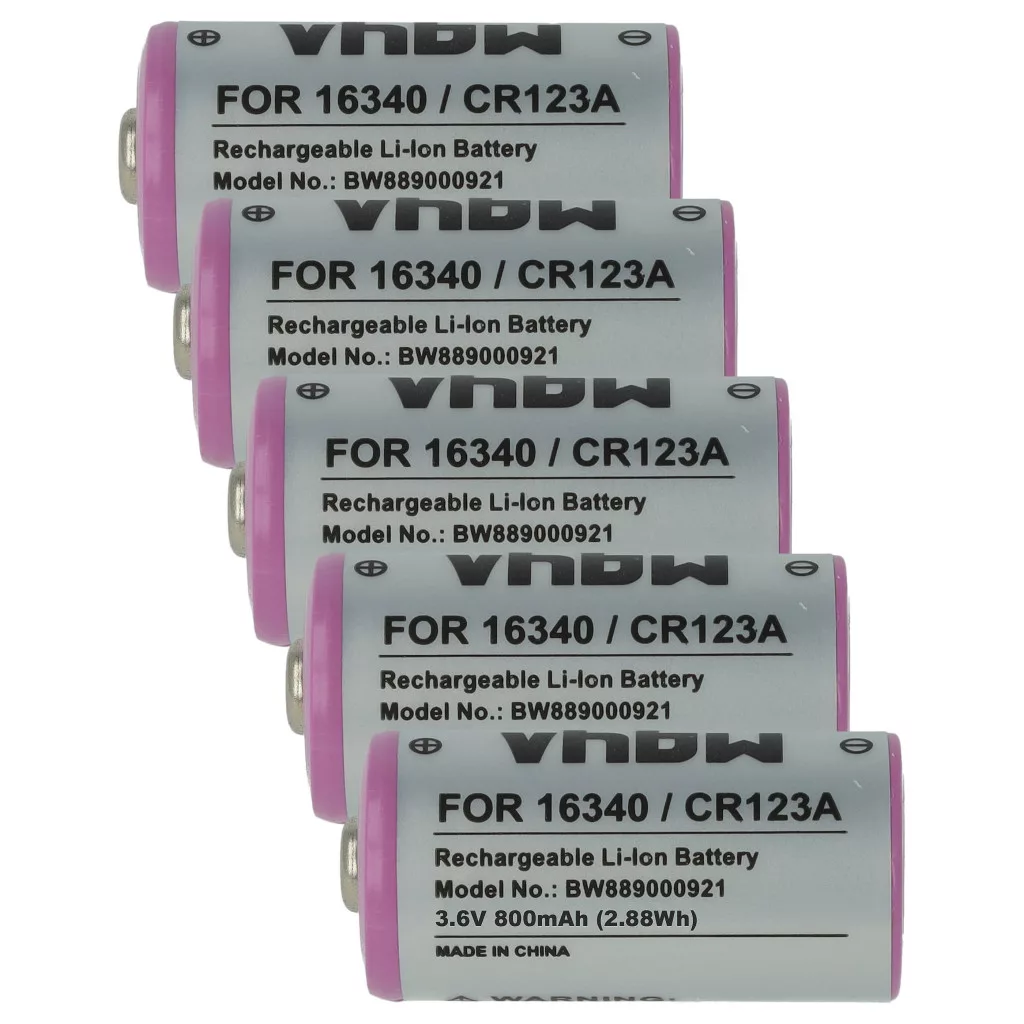 vhbw
FOR 16340 / CR123A
Rechargeable Li-Ion Battery
Model No.: BW889000921
vhbw
FOR 16340 / CR123A
Rechargeable Li-Ion Battery
Model No.: BW889000921
vhbw
FOR 16340 / CR123A
Rechargeable Li-Ion Battery
Model No.: BW889000921
vhbw
FOR 16340 / CR123A
Rechargeable Li-Ion Battery
Model No.: BW889000921
vhbw
FOR 16340 / CR123A
Rechargeable Li-Ion Battery
Model No.: BW889000921
3.6V 800mAh (2.88Wh)
MADE IN CHINA
WARNING: